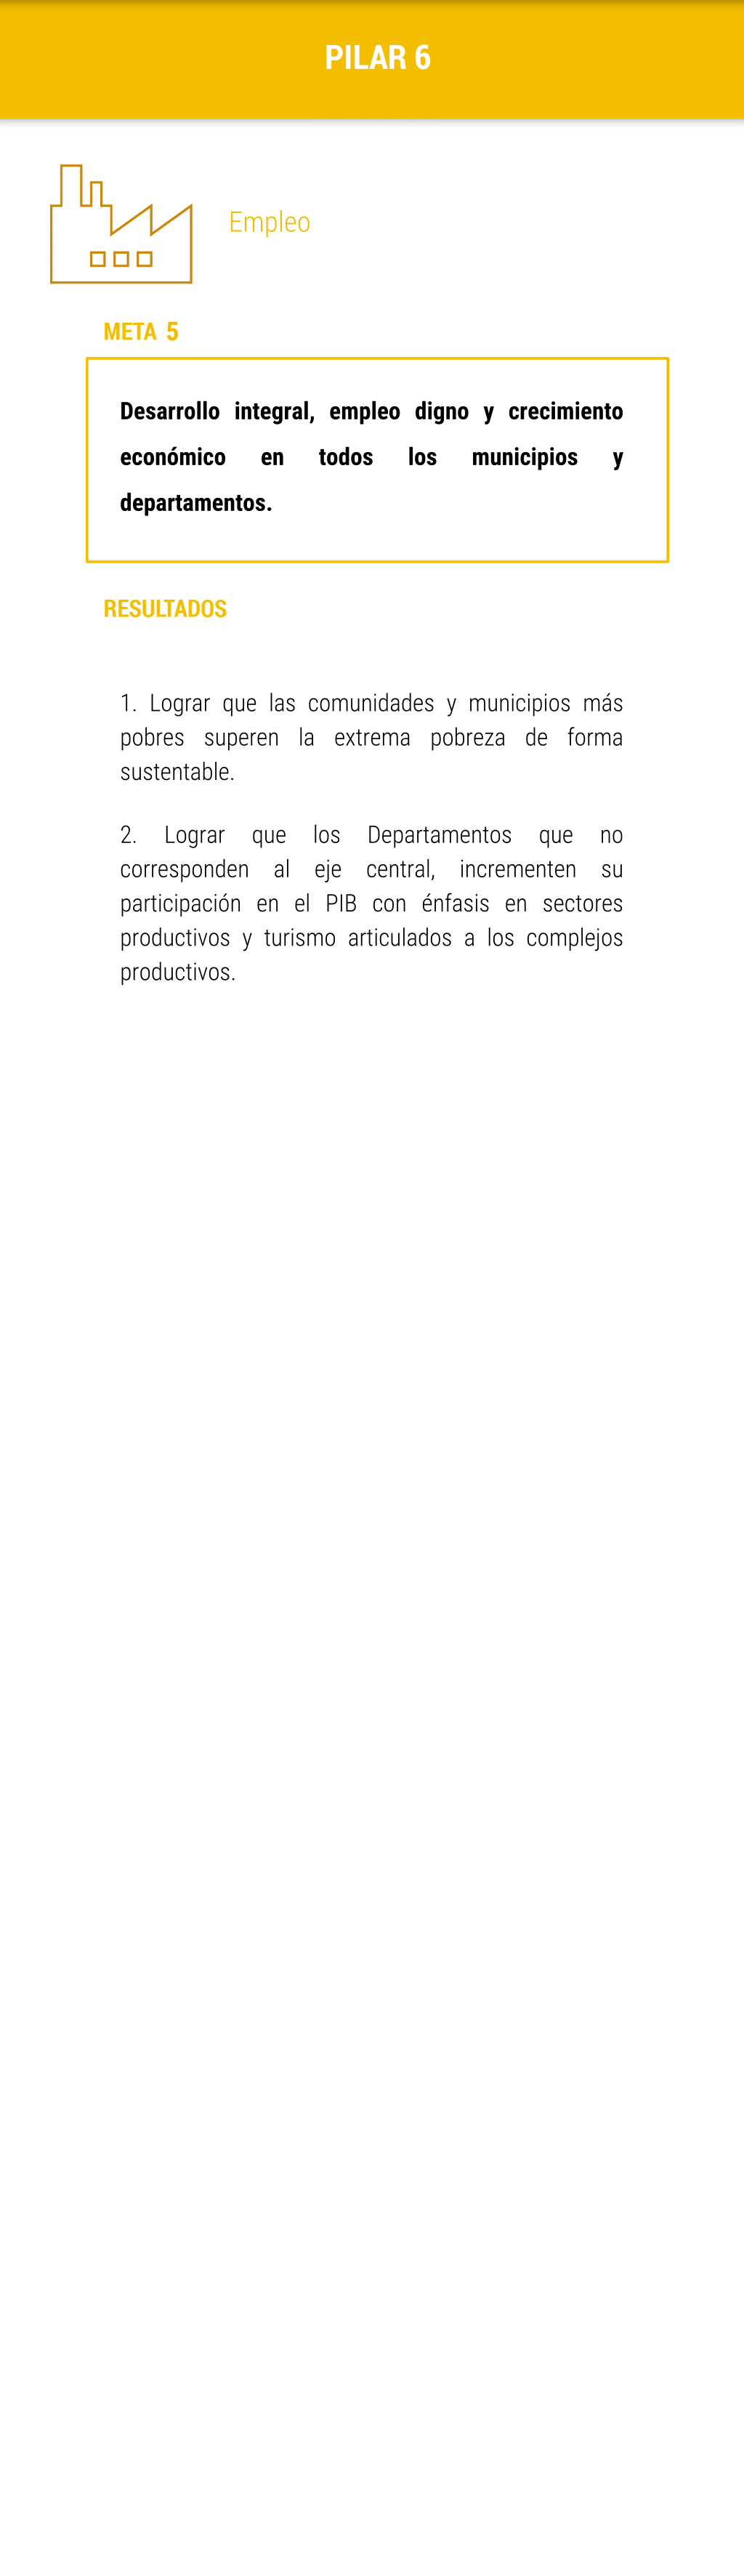 PILAR 6
Empleo
META 5
Desarrollo integral, empleo digno y crecimiento
económico en todos los municipios y
departamentos.
RESULTADOS
1. Lograr que las comunidades y municipios más
pobres superen la extrema pobreza de forma
sustentable.
2. Lograr que los Departamentos que no
corresponden al eje central, incrementen su
participación en el PIB con énfasis en sectores
productivos y turismo articulados a los complejos
productivos.